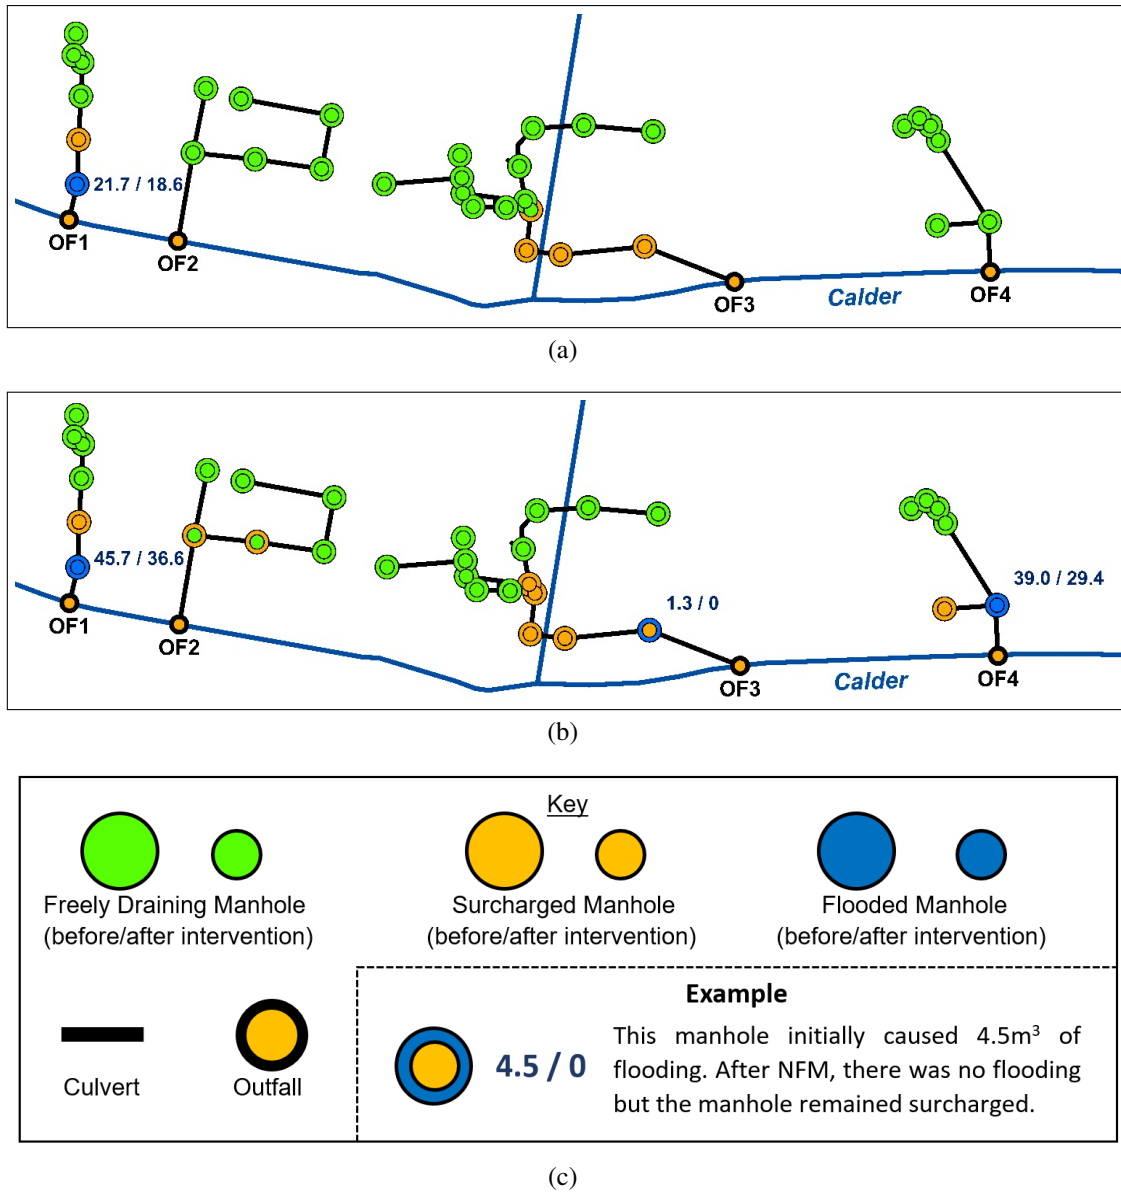 21.7 / 18.6
OF1
OF2
OF3
Calder
OF4
(a)
45.7 / 36.6
39.0 / 29.4
1.3 / 0
OF1
OF2
OF3
Calder
OF4
(b)
Key
Freely Draining Manhole
(before/after intervention)
Surcharged Manhole
(before/after intervention)
Flooded Manhole
(before/after intervention)
Culvert
Outfall
Example
4.5 / 0
This manhole initially caused 4.5m³ of
flooding. After NFM, there was no flooding
but the manhole remained surcharged.
(c)